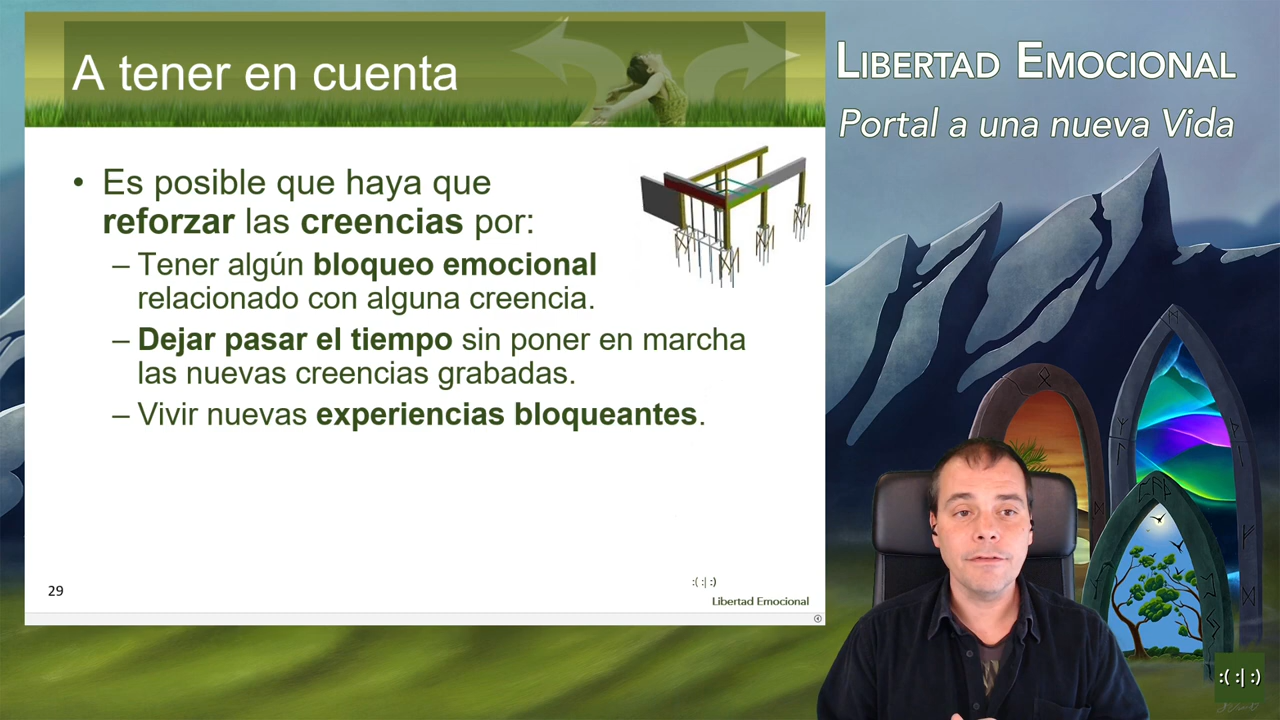 A tener en cuenta
• Es posible que haya que
reforzar las creencias por:
– Tener algún bloqueo emocional
relacionado con alguna creencia.
– Dejar pasar el tiempo sin poner en marcha
las nuevas creencias grabadas.
– Vivir nuevas experiencias bloqueantes.
29
:( :| :)
Libertad Emocional
LIBERTAD EMOCIONAL
Portal a una nueva Vida
:( :| :)